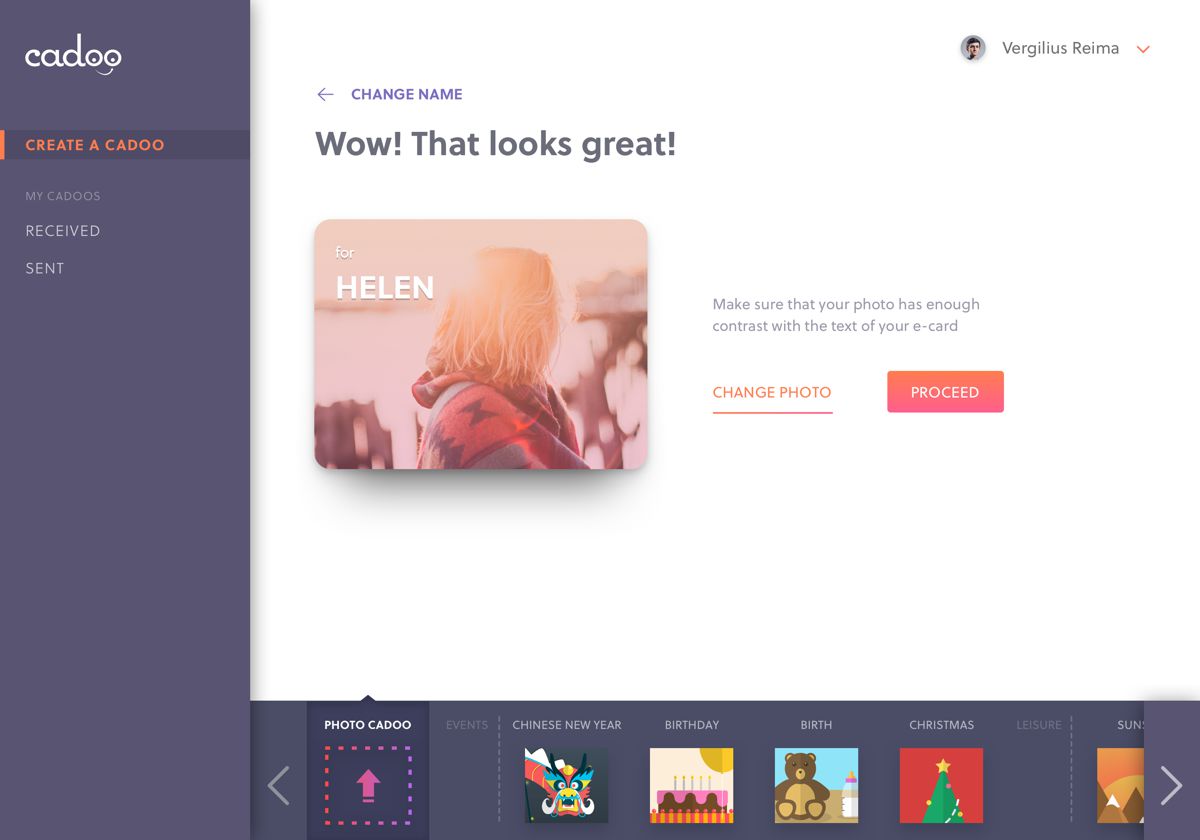 cadoo
Vergilius Reima
CREATE A CADOO
MY CADOOS
RECEIVED
SENT
CHANGE NAME
Wow! That looks great!
for
HELEN
Make sure that your photo has enough
contrast with the text of your e-card
CHANGE PHOTO
PROCEED
PHOTO CADOO
EVENTS
CHINESE NEW YEAR
BIRTHDAY
BIRTH
CHRISTMAS
LEISURE